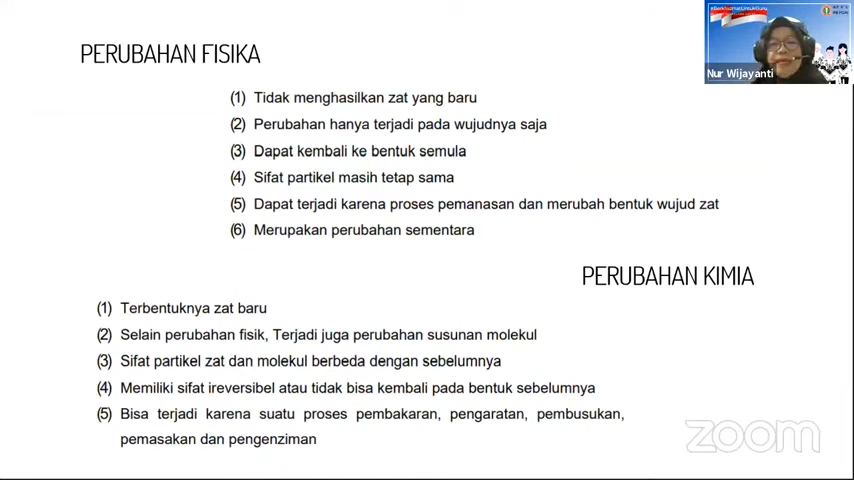 PERUBAHAN FISIKA
(1) Tidak menghasilkan zat yang baru
(2) Perubahan hanya terjadi pada wujudnya saja
(3) Dapat kembali ke bentuk semula
(4) Sifat partikel masih tetap sama
(5) Dapat terjadi karena proses pemanasan dan merubah bentuk wujud zat
(6) Merupakan perubahan sementara
Nur Wijayanti
PERUBAHAN KIMIA
(1) Terbentuknya zat baru
(2) Selain perubahan fisik, Terjadi juga perubahan susunan molekul
(3) Sifat partikel zat dan molekul berbeda dengan sebelumnya
(4) Memiliki sifat ireversibel atau tidak bisa kembali pada bentuk sebelumnya
(5) Bisa terjadi karena suatu proses pembakaran, pengaratan, pembusukan,
pemasakan dan pengenziman
zoom